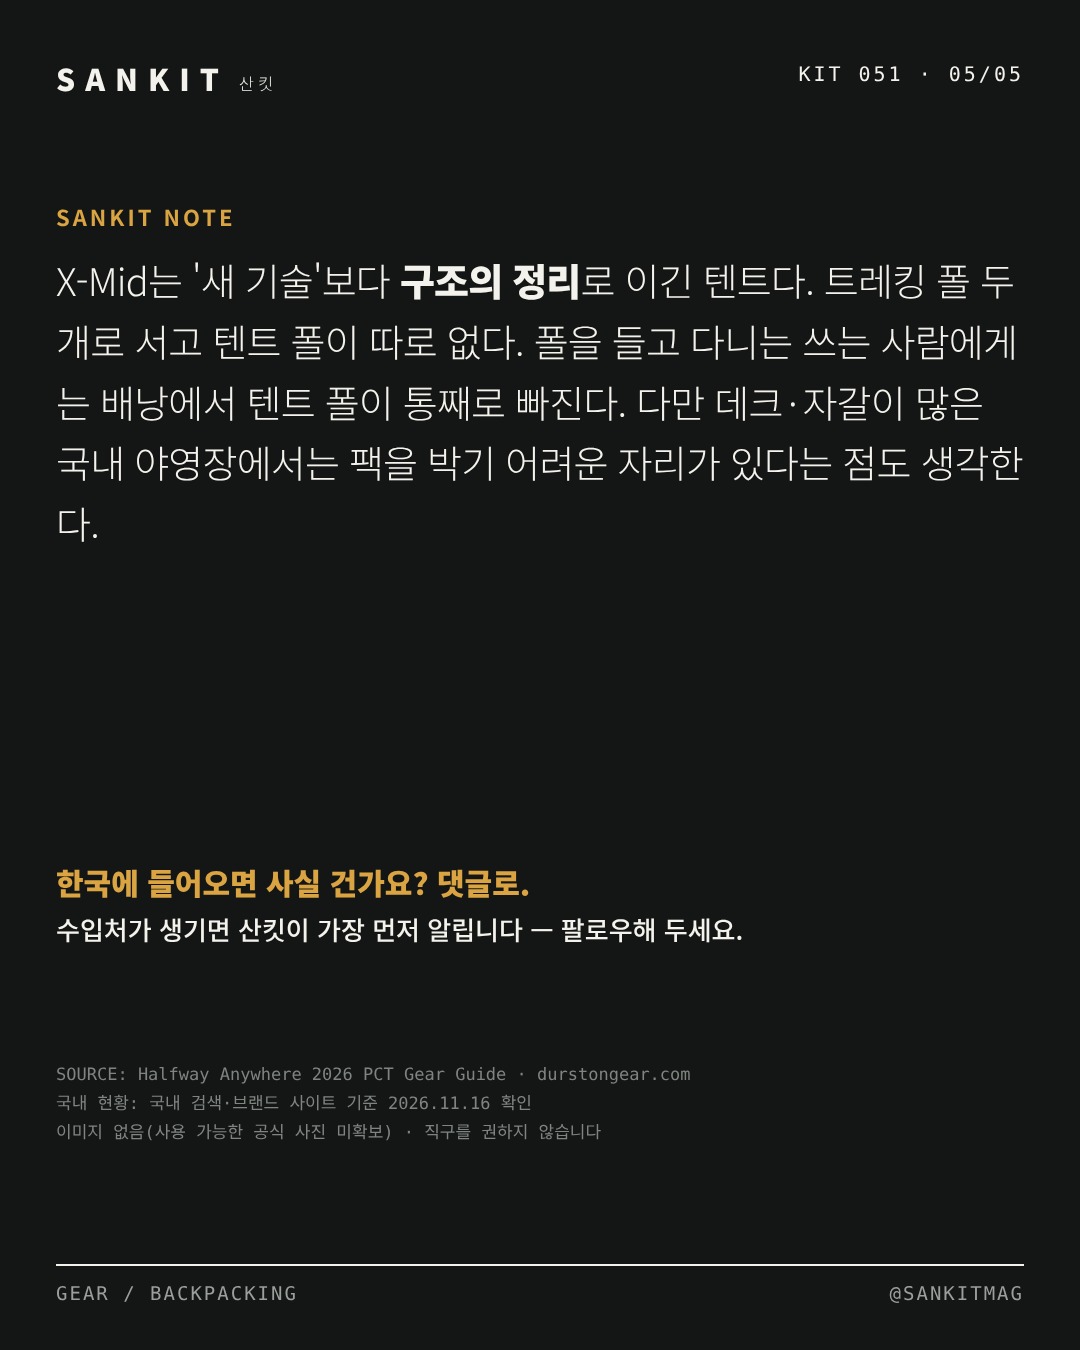 SANKIT 산킷
KIT 051 · 05/05
SANKIT NOTE
X-Mid는 '새 기술'보다 구조의 정리로 이긴 텐트다. 트레킹 폴 두
개로 서고 텐트 폴이 따로 없다. 폴을 들고 다니는 쓰는 사람에게
는 배낭에서 텐트 폴이 통째로 빠진다. 다만 데크·자갈이 많은
국내 야영장에서는 팩을 박기 어려운 자리가 있다는 점도 생각한
다.
한국에 들어오면 사실 건가요? 댓글로.
수입처가 생기면 산킷이 가장 먼저 알립니다 — 팔로우해 두세요.
SOURCE: Halfway Anywhere 2026 PCT Gear Guide · durstongear.com
국내 현황: 국내 검색·브랜드 사이트 기준 2026.11.16 확인
이미지 없음(사용 가능한 공식 사진 미확보) · 직구를 권하지 않습니다
GEAR / BACKPACKING
@SANKITMAG